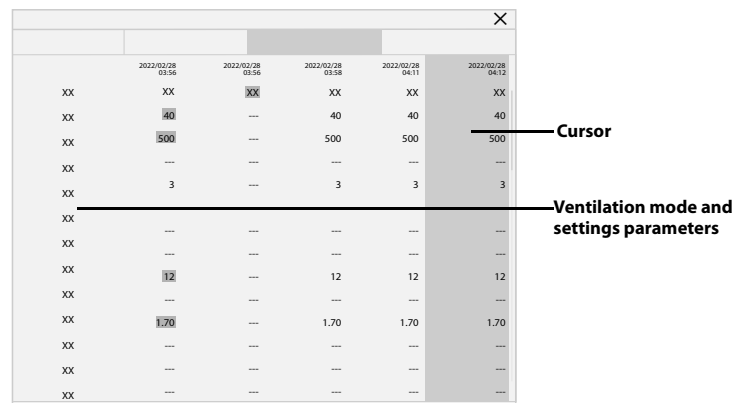 2022/02/28 2022/02/28 2022/02/28 2022/02/28 2022/02/28
03:56 03:56 03:58 04:11 04:12
XX XX XX XX XX XX
XX 40 --- 40 40 40
XX 500 --- 500 500 500
Cursor
XX --- --- --- --- ---
XX 3 --- 3 3 3
Ventilation mode and
settings parameters
XX --- --- --- --- ---
XX --- --- --- --- ---
XX 12 --- 12 12 12
XX --- --- --- --- ---
XX 1.70 --- 1.70 1.70 1.70
XX --- --- --- --- ---
XX --- --- --- --- ---
XX --- --- --- --- ---